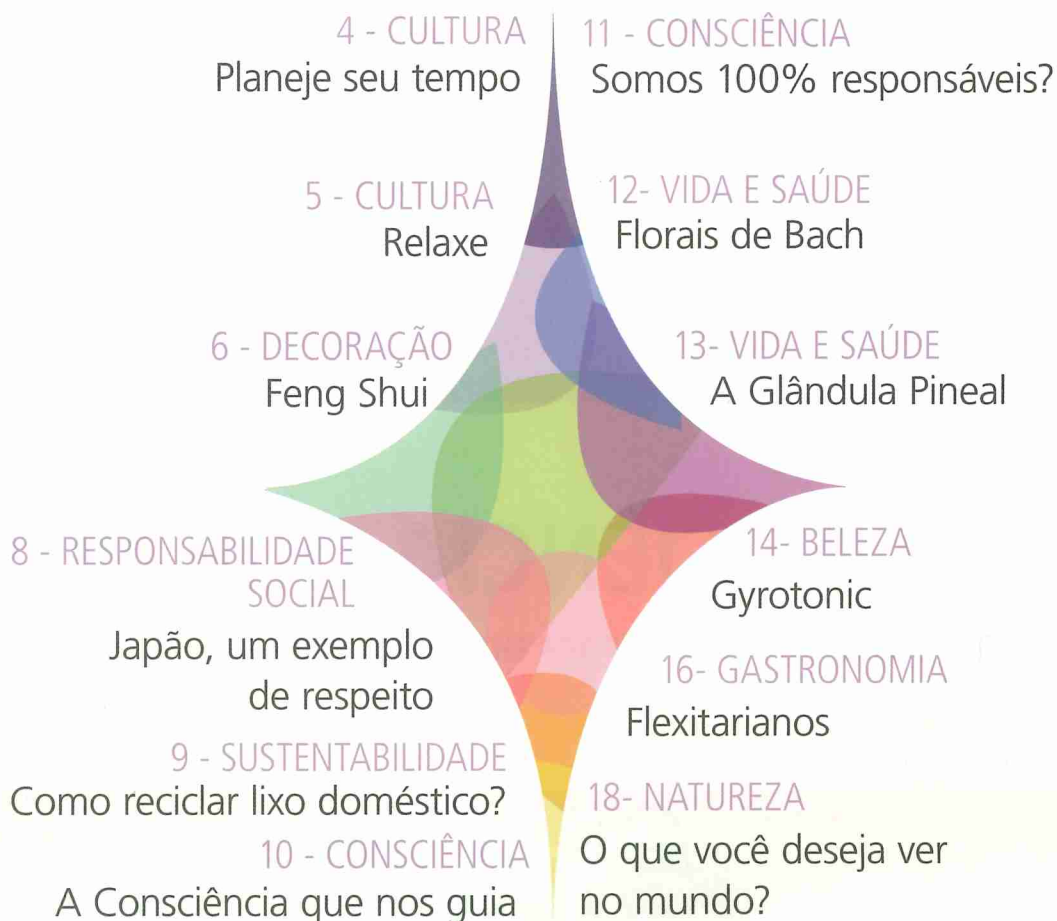 4 - CULTURA
Planeje seu tempo
5 - CULTURA
Relaxe
6 - DECORAÇÃO
Feng Shui
8 - RESPONSABILIDADE
SOCIAL
Japão, um exemplo
de respeito
9 - SUSTENTABILIDADE
Como reciclar lixo doméstico?
10 - CONSCIÊNCIA
A Consciência que nos guia
11 - CONSCIÊNCIA
Somos 100% responsáveis?
12- VIDA E SAÚDE
Florais de Bach
13- VIDA E SAÚDE
A Glândula Pineal
14- BELEZA
Gyrotonic
16- GASTRONOMIA
Flexitarianos
18- NATUREZA
O que você deseja ver
no mundo?